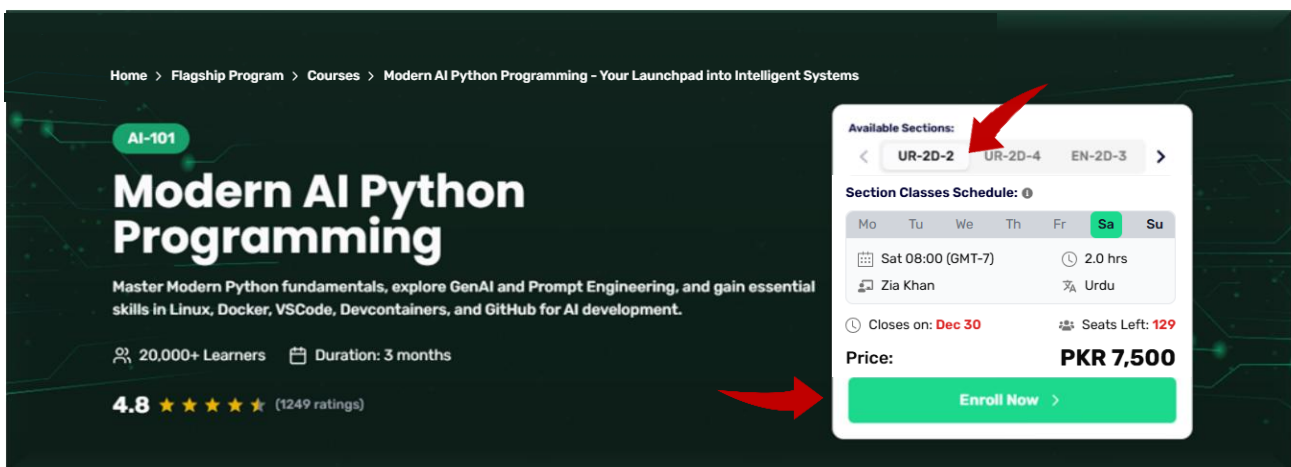 Home > Flagship Program > Courses > Modern AI Python Programming - Your Launchpad into Intelligent Systems
AI-101
Modern AI Python
Programming
Master Modern Python fundamentals, explore GenAI and Prompt Engineering, and gain essential
skills in Linux, Docker, VSCode, Devcontainers, and GitHub for AI development.
20,000+ Learners Duration: 3 months
4.8 (1249 ratings)
Available Sections:
< UR-2D-2 UR-2D-4 EN-2D-3 >
Section Classes Schedule:
Mo Tu We Th Fr Sa Su
Sat 08:00 (GMT-7) 2.0 hrs
Zia Khan Urdu
Closes on: Dec 30 Seats Left: 129
Price: PKR 7,500
Enroll Now >